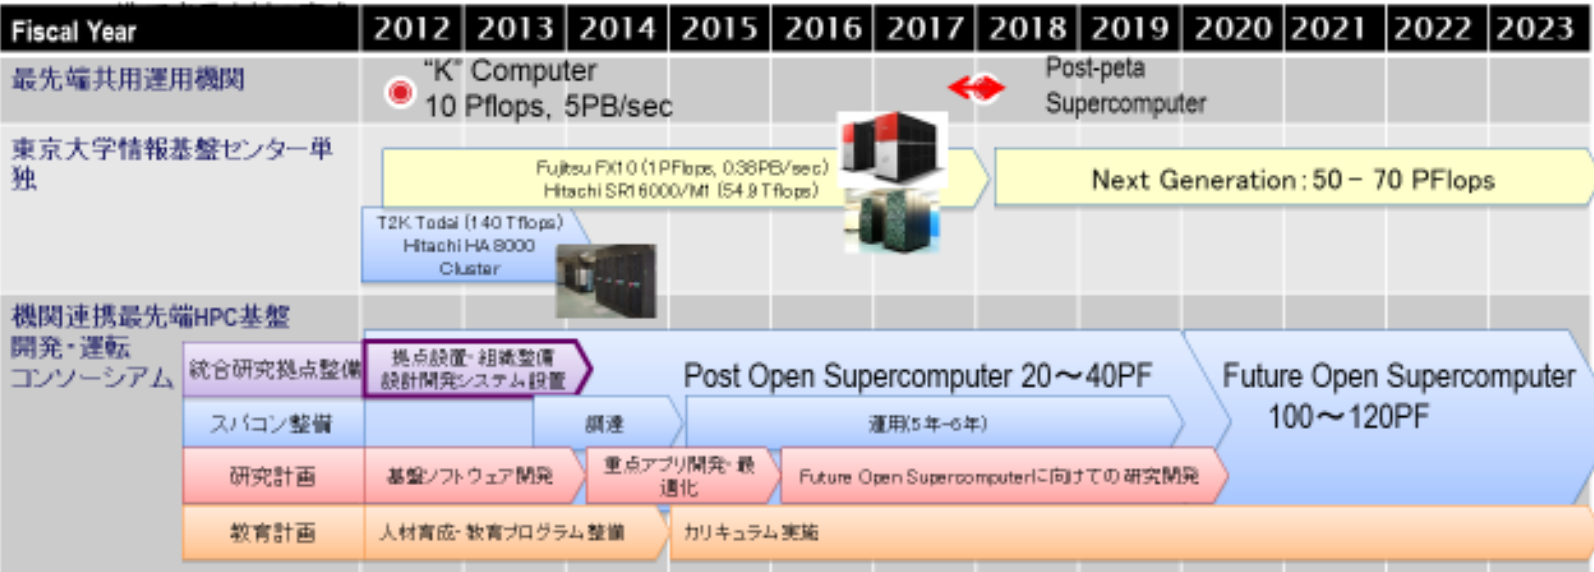 Fiscal Year 2012 2013 2014 2015 2016 2017 2018 2019 2020 2021 2022 2023
最先端共用運用機関
"K" Computer
10 Pflops, 5PB/sec
Post-peta
Supercomputer
東京大学情報基盤センター単
独
Fujitsu FX10 (1PFlops, 0.38PB/sec)
Hitachi SR16000/M1 (54.9 Tflops)
Next Generation:50 – 70 PFlops
T2K Todai (140 Tflops)
Hitachi HA8000
Cluster
機関連携最先端HPC基盤
開発・運転
コンソーシアム
統合研究拠点整備
拠点設置・組織整備
設計開発システム設置
Post Open Supercomputer 20~40PF
Future Open Supercomputer
100~120PF
スパコン整備
調達
運用(5年-6年)
研究計画
基盤ソフトウェア開発
重点アプリ開発・最
適化
Future Open Supercomputerに向けての研究開発
教育計画
人材育成・教育プログラム整備
カリキュラム実施